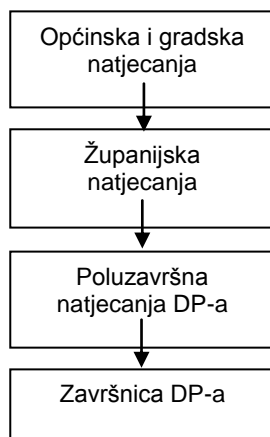 Općinska i gradska
natjecanja
Županijska
natjecanja
Poluzavršna
natjecanja DP-a
Završnica DP-a